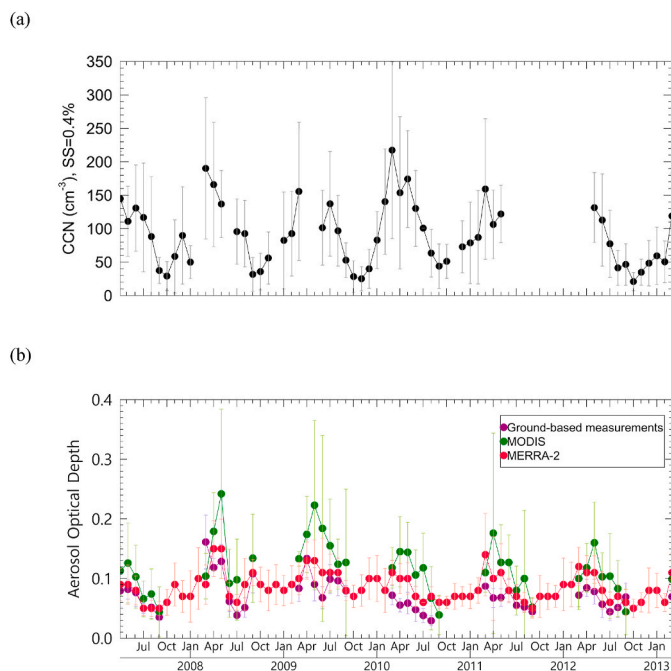 (a)
350
300
250
200
150
100
50
0
CCN (cm⁻³), SS=0.4%
(b)
0.4
0.3
0.2
0.1
0.0
Aerosol Optical Depth
Ground-based measurements
MODIS
MERRA-2
Jul Oct Jan Apr Jul Oct Jan Apr Jul Oct Jan Apr Jul Oct Jan Apr Jul Oct Jan Apr Jul Oct Jan
2008 2009 2010 2011 2012 2013